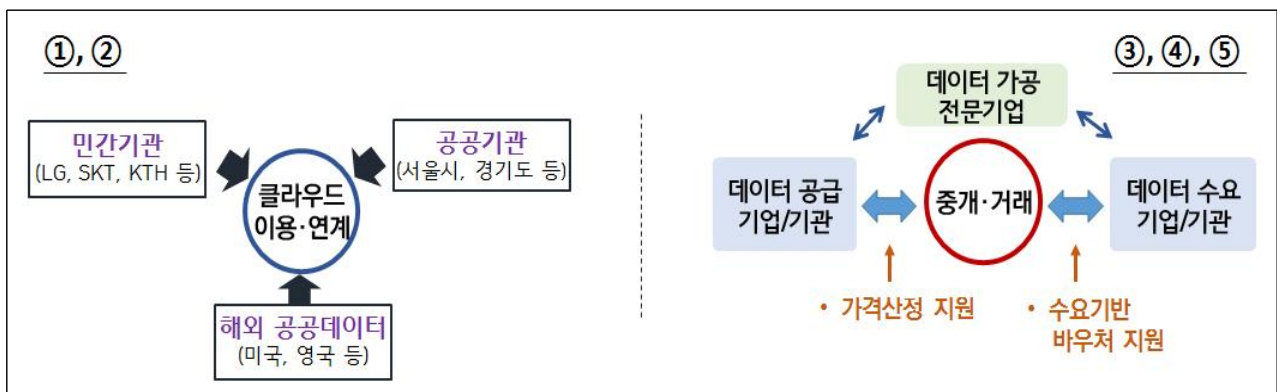 ①, ②
민간기관
(LG, SKT, KTH 등)
공공기관
(서울시, 경기도 등)
클라우드
이용·연계
해외 공공데이터
(미국, 영국 등)
③, ④, ⑤
데이터 가공
전문기업
데이터 공급
기업/기관
중개·거래
데이터 수요
기업/기관
• 가격산정 지원
• 수요기반
바우처 지원